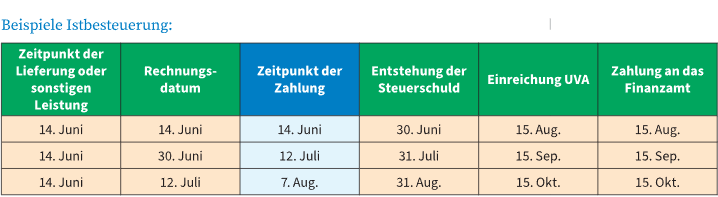 Beispiele Istbesteuerung:
Zeitpunkt der Lieferung oder sonstigen Leistung | Rechnungs-datum | Zeitpunkt der Zahlung | Entstehung der Steuerschuld | Einreichung UVA | Zahlung an das Finanzamt
14. Juni | 14. Juni | 14. Juni | 30. Juni | 15. Aug. | 15. Aug.
14. Juni | 30. Juni | 12. Juli | 31. Juli | 15. Sep. | 15. Sep.
14. Juni | 12. Juli | 7. Aug. | 31. Aug. | 15. Okt. | 15. Okt.